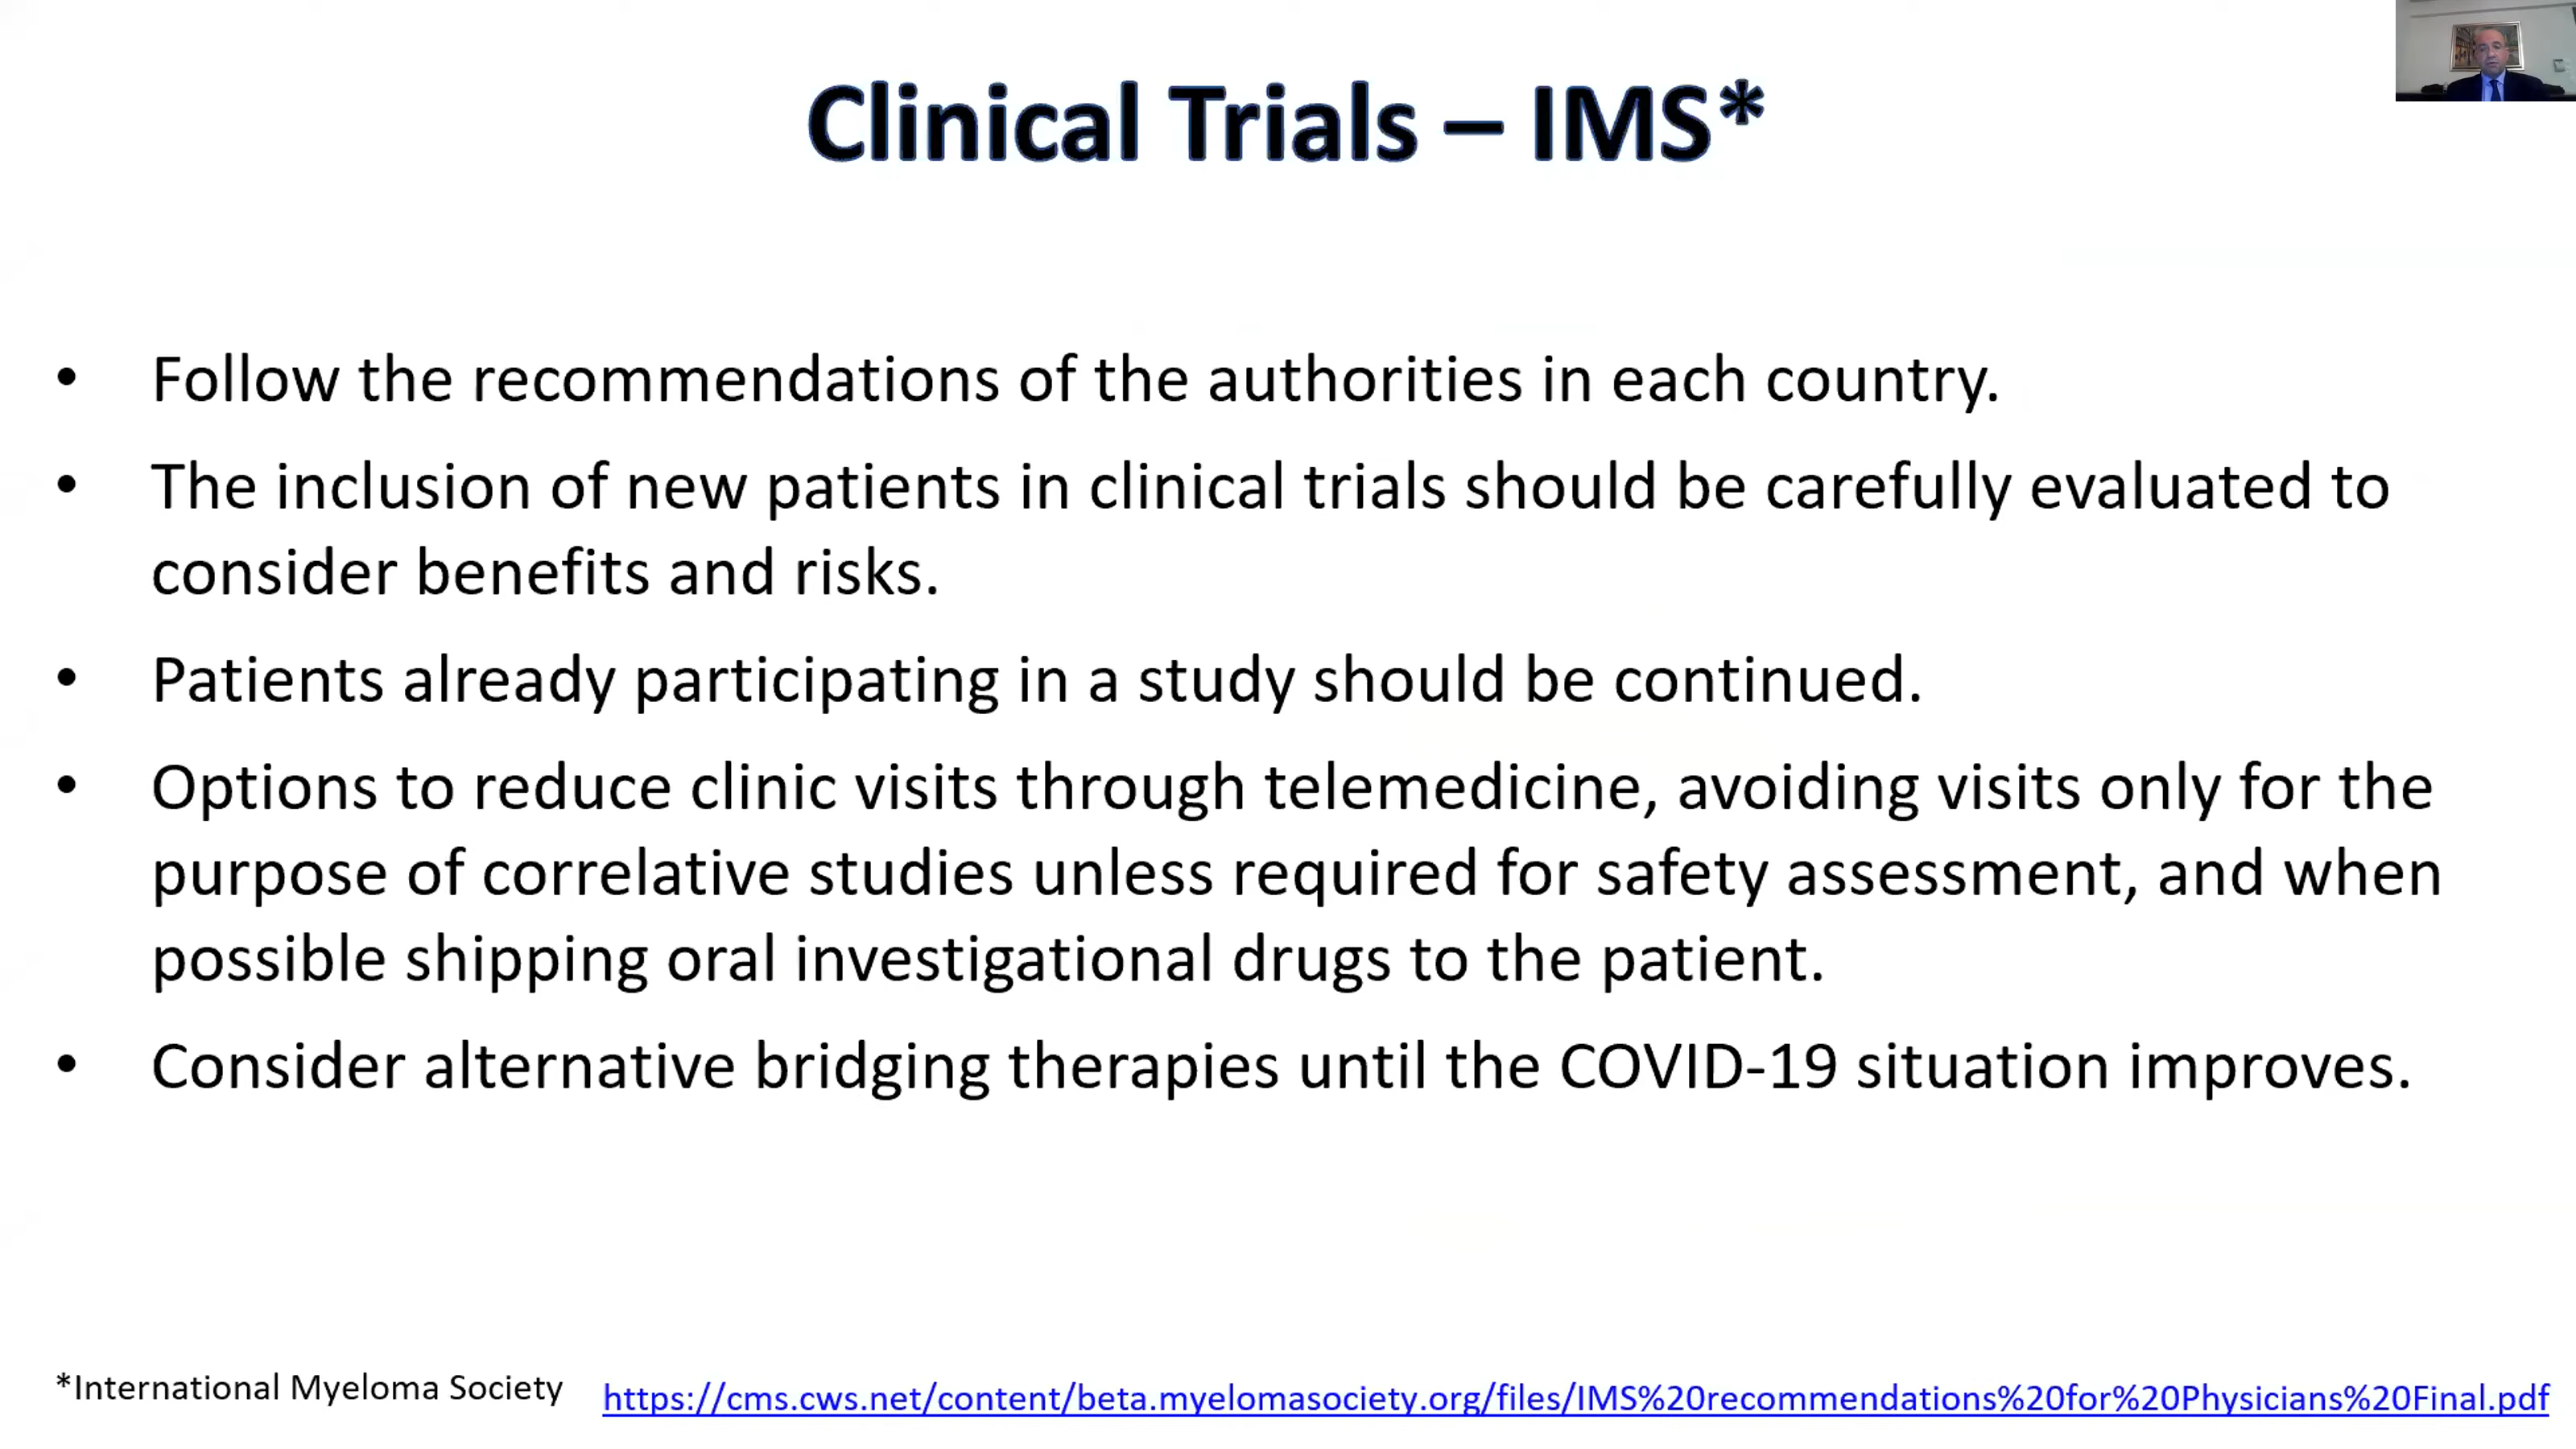 Clinical Trials – IMS*
• Follow the recommendations of the authorities in each country.
• The inclusion of new patients in clinical trials should be carefully evaluated to
consider benefits and risks.
• Patients already participating in a study should be continued.
• Options to reduce clinic visits through telemedicine, avoiding visits only for the
purpose of correlative studies unless required for safety assessment, and when
possible shipping oral investigational drugs to the patient.
• Consider alternative bridging therapies until the COVID-19 situation improves.
*International Myeloma Society https://cms.cws.net/content/beta.myelomasociety.org/files/IMS%20recommendations%20for%20Physicians%20Final.pdf